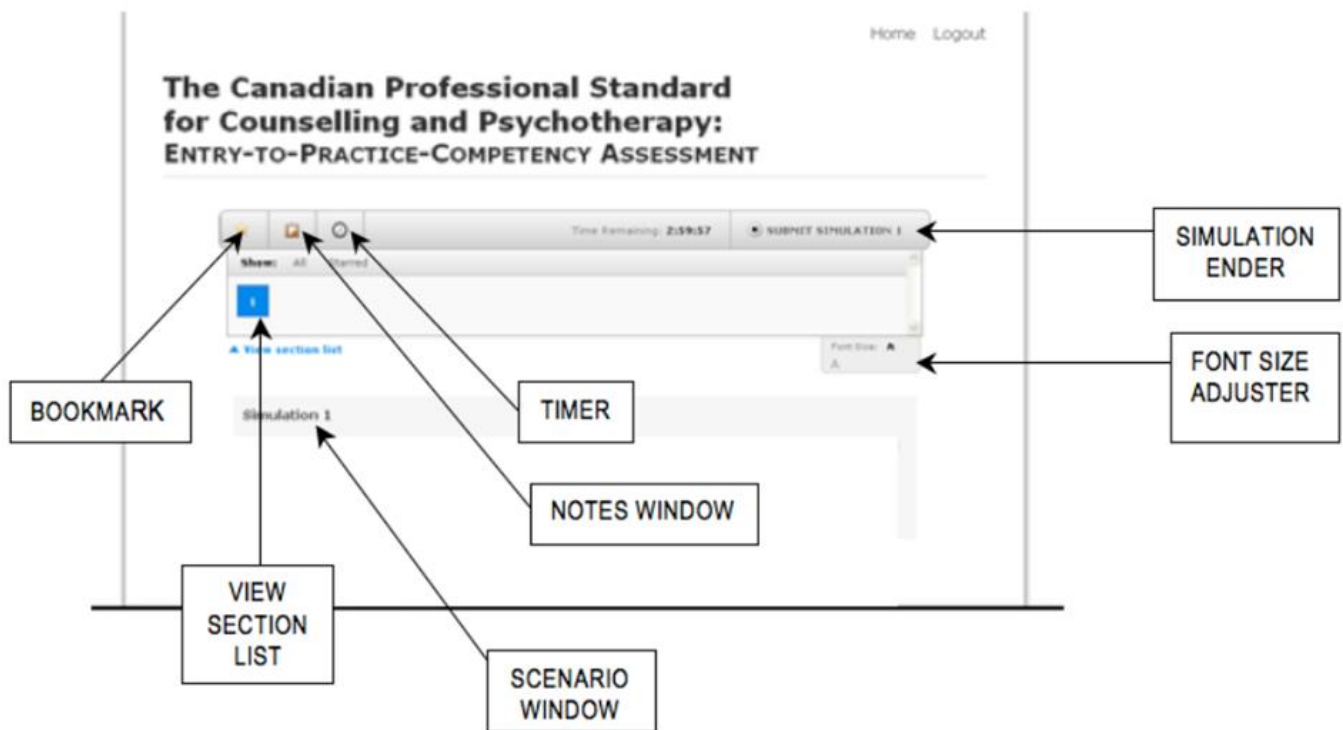 Home Logout
The Canadian Professional Standard
for Counselling and Psychotherapy:
ENTRY-TO-PRACTICE-COMPETENCY ASSESSMENT
Time Remaining: 2:59:57
SUBMIT SIMULATION 1
SIMULATION
ENDER
Show: All Starred
1
View section list
Font Size: A
A
FONT SIZE
ADJUSTER
BOOKMARK
TIMER
Simulation 1
NOTES WINDOW
VIEW
SECTION
LIST
SCENARIO
WINDOW